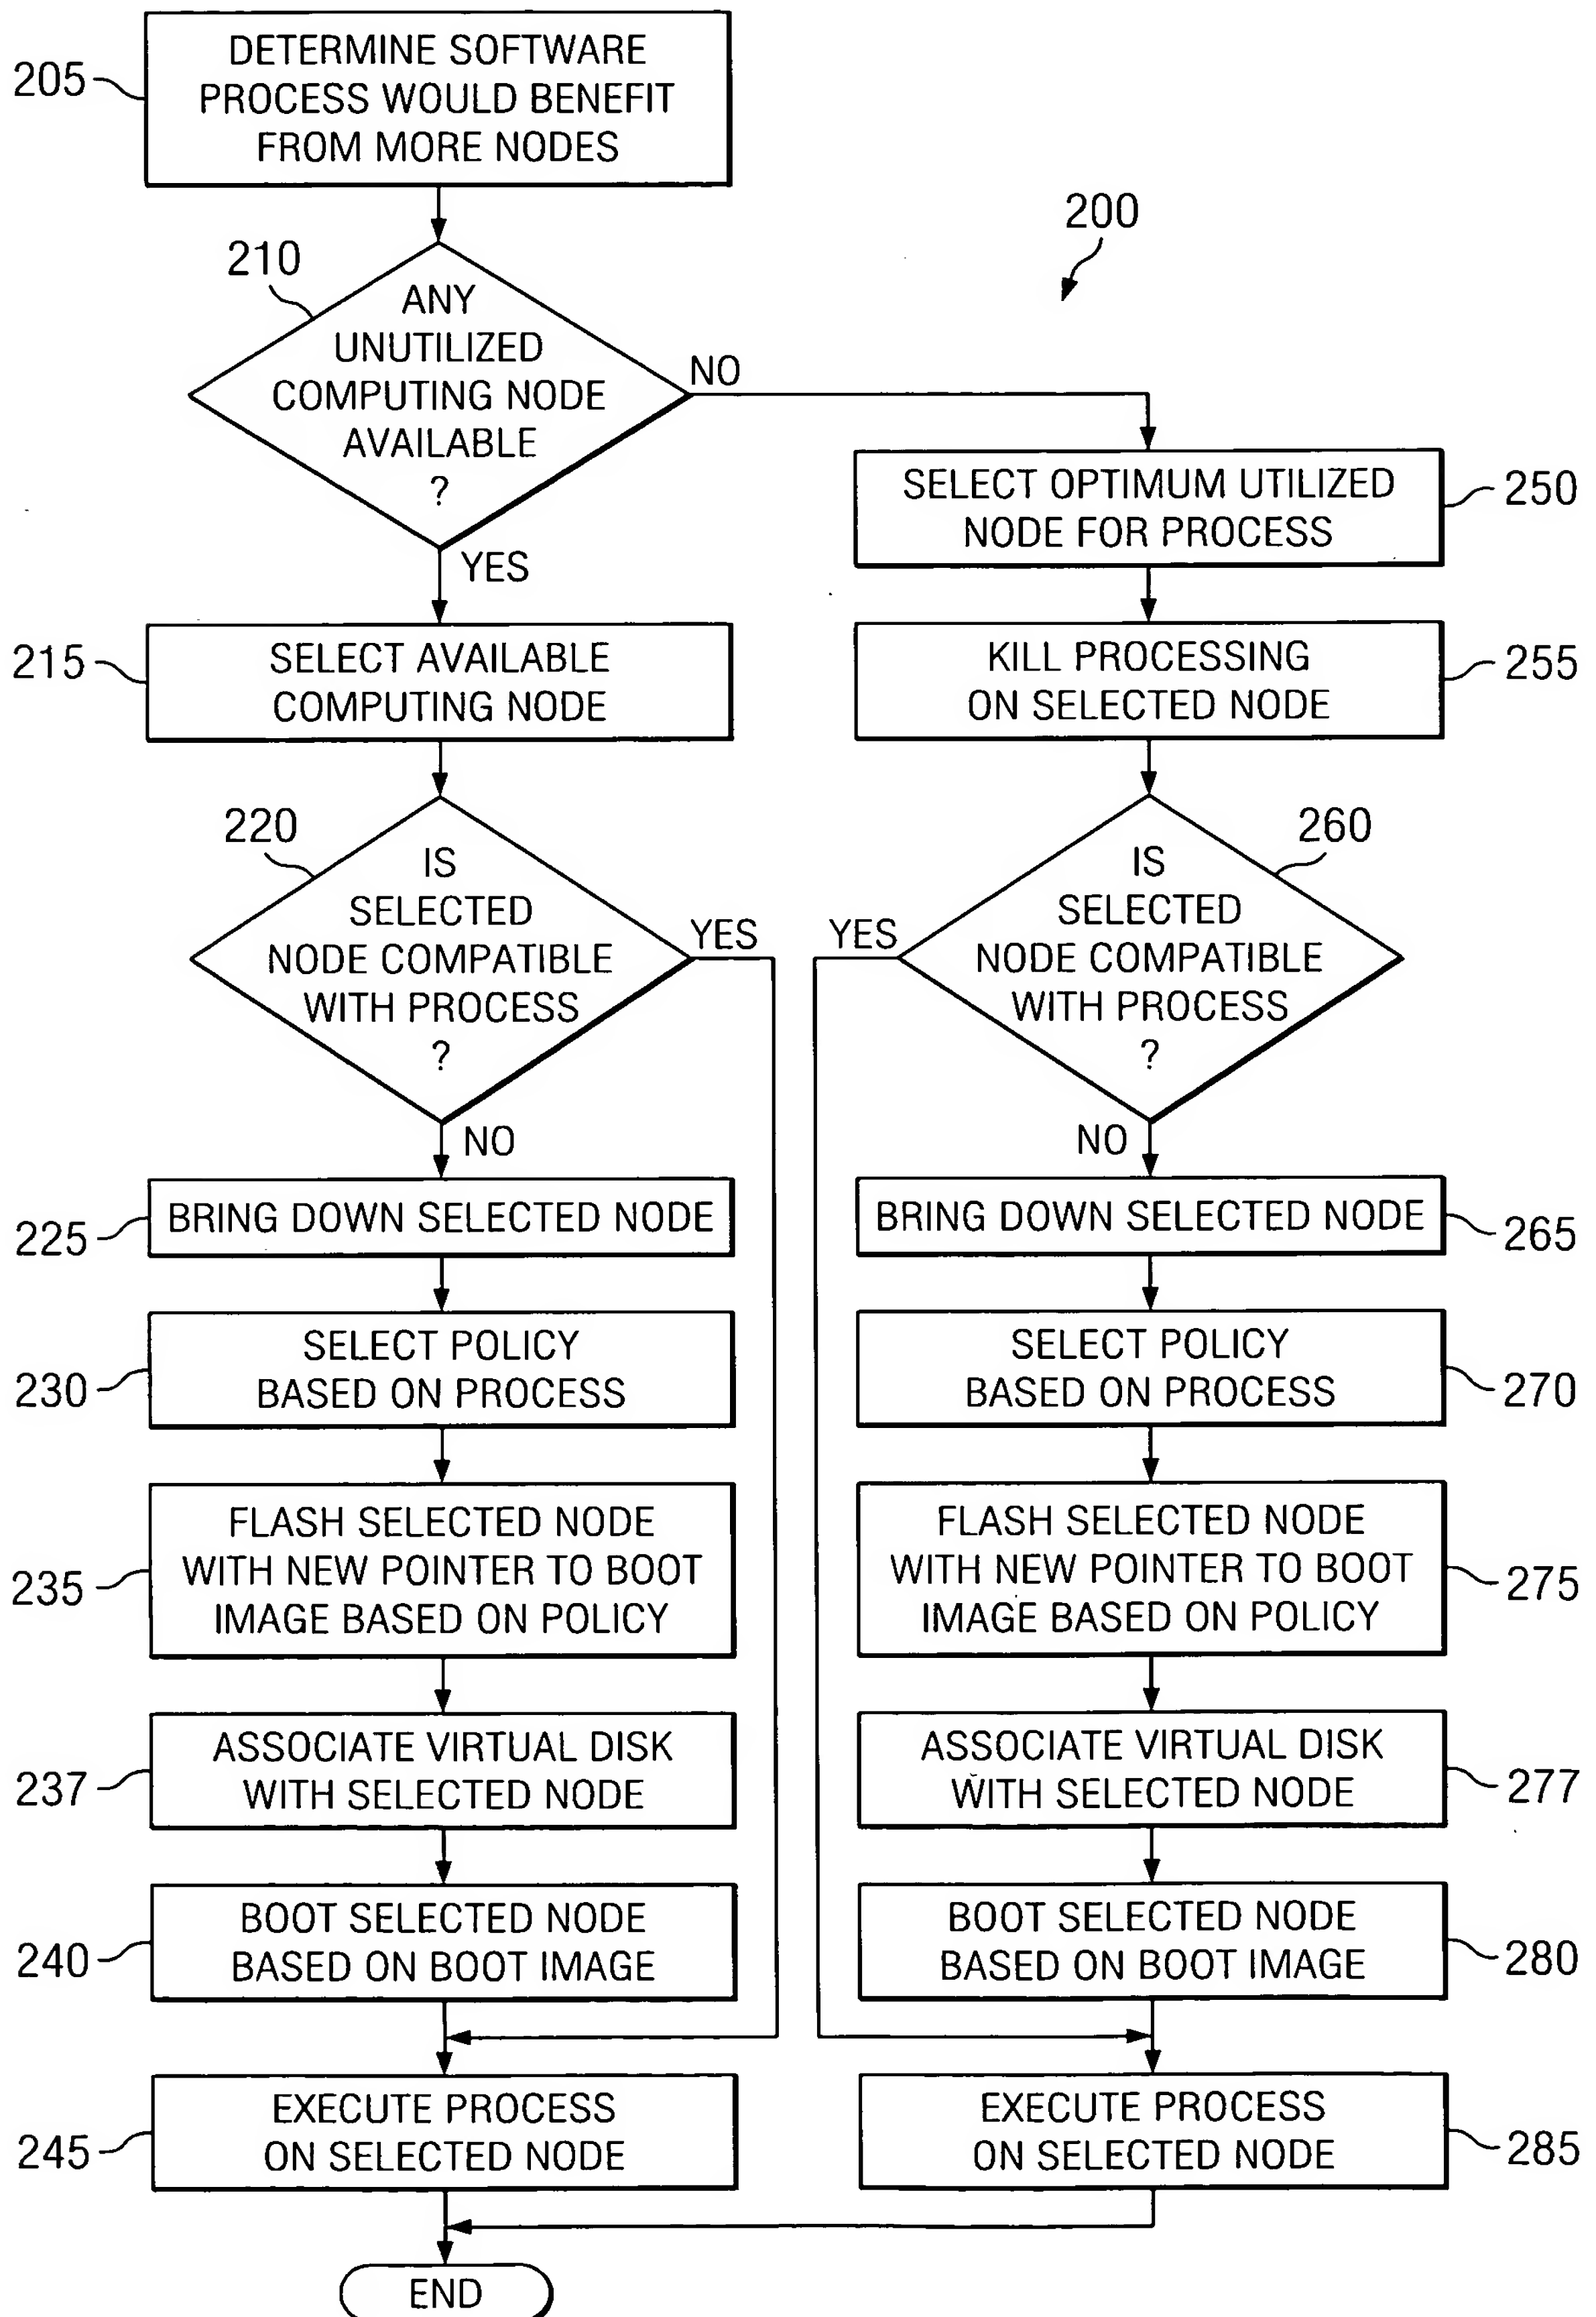 205
DETERMINE SOFTWARE
PROCESS WOULD BENEFIT
FROM MORE NODES
200
210
ANY
UNUTILIZED
COMPUTING NODE
AVAILABLE
?
NO
YES
SELECT OPTIMUM UTILIZED
NODE FOR PROCESS
250
215
SELECT AVAILABLE
COMPUTING NODE
KILL PROCESSING
ON SELECTED NODE
255
220
IS
SELECTED
NODE COMPATIBLE
WITH PROCESS
?
YES
NO
260
IS
SELECTED
NODE COMPATIBLE
WITH PROCESS
?
YES
NO
225
BRING DOWN SELECTED NODE
BRING DOWN SELECTED NODE
265
230
SELECT POLICY
BASED ON PROCESS
SELECT POLICY
BASED ON PROCESS
270
235
FLASH SELECTED NODE
WITH NEW POINTER TO BOOT
IMAGE BASED ON POLICY
FLASH SELECTED NODE
WITH NEW POINTER TO BOOT
IMAGE BASED ON POLICY
275
237
ASSOCIATE VIRTUAL DISK
WITH SELECTED NODE
ASSOCIATE VIRTUAL DISK
WITH SELECTED NODE
277
240
BOOT SELECTED NODE
BASED ON BOOT IMAGE
BOOT SELECTED NODE
BASED ON BOOT IMAGE
280
245
EXECUTE PROCESS
ON SELECTED NODE
EXECUTE PROCESS
ON SELECTED NODE
285
END